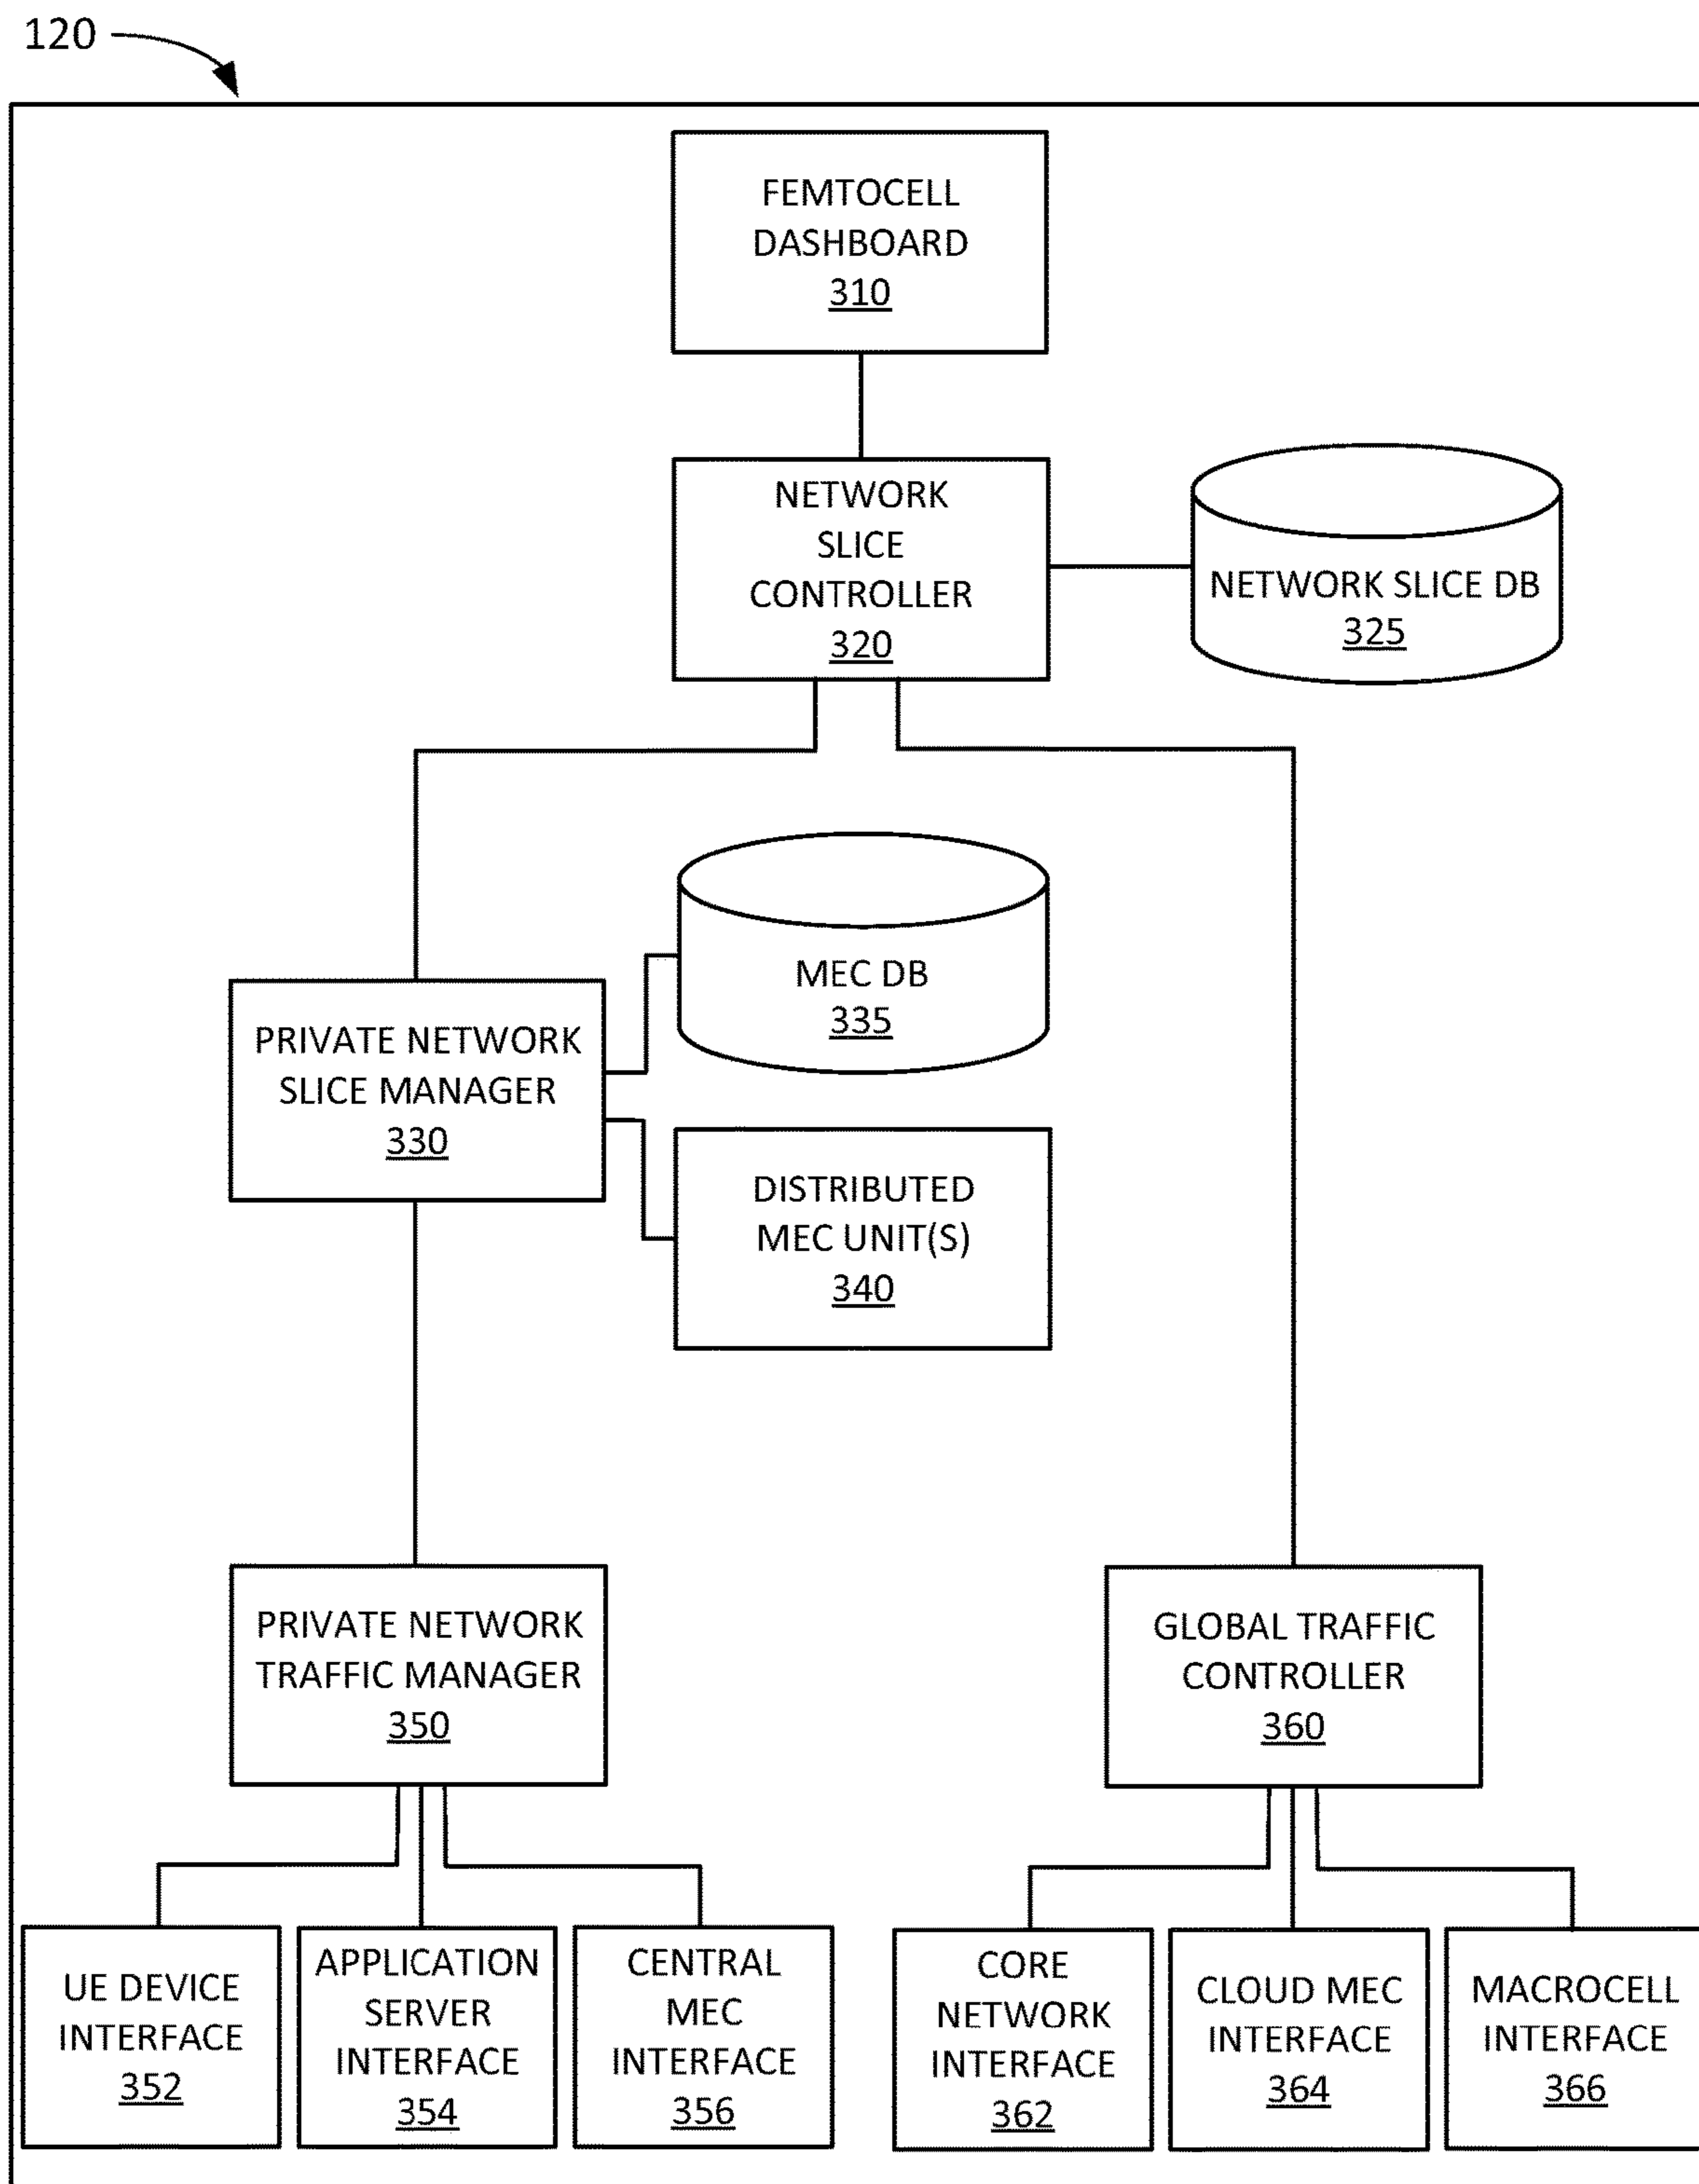 120
FEMTOCELL
DASHBOARD
310
NETWORK
SLICE
CONTROLLER
320
NETWORK SLICE DB
325
MEC DB
335
PRIVATE NETWORK
SLICE MANAGER
330
DISTRIBUTED
MEC UNIT(S)
340
PRIVATE NETWORK
TRAFFIC MANAGER
350
GLOBAL TRAFFIC
CONTROLLER
360
UE DEVICE
INTERFACE
352
APPLICATION
SERVER
INTERFACE
354
CENTRAL
MEC
INTERFACE
356
CORE
NETWORK
INTERFACE
362
CLOUD MEC
INTERFACE
364
MACROCELL
INTERFACE
366